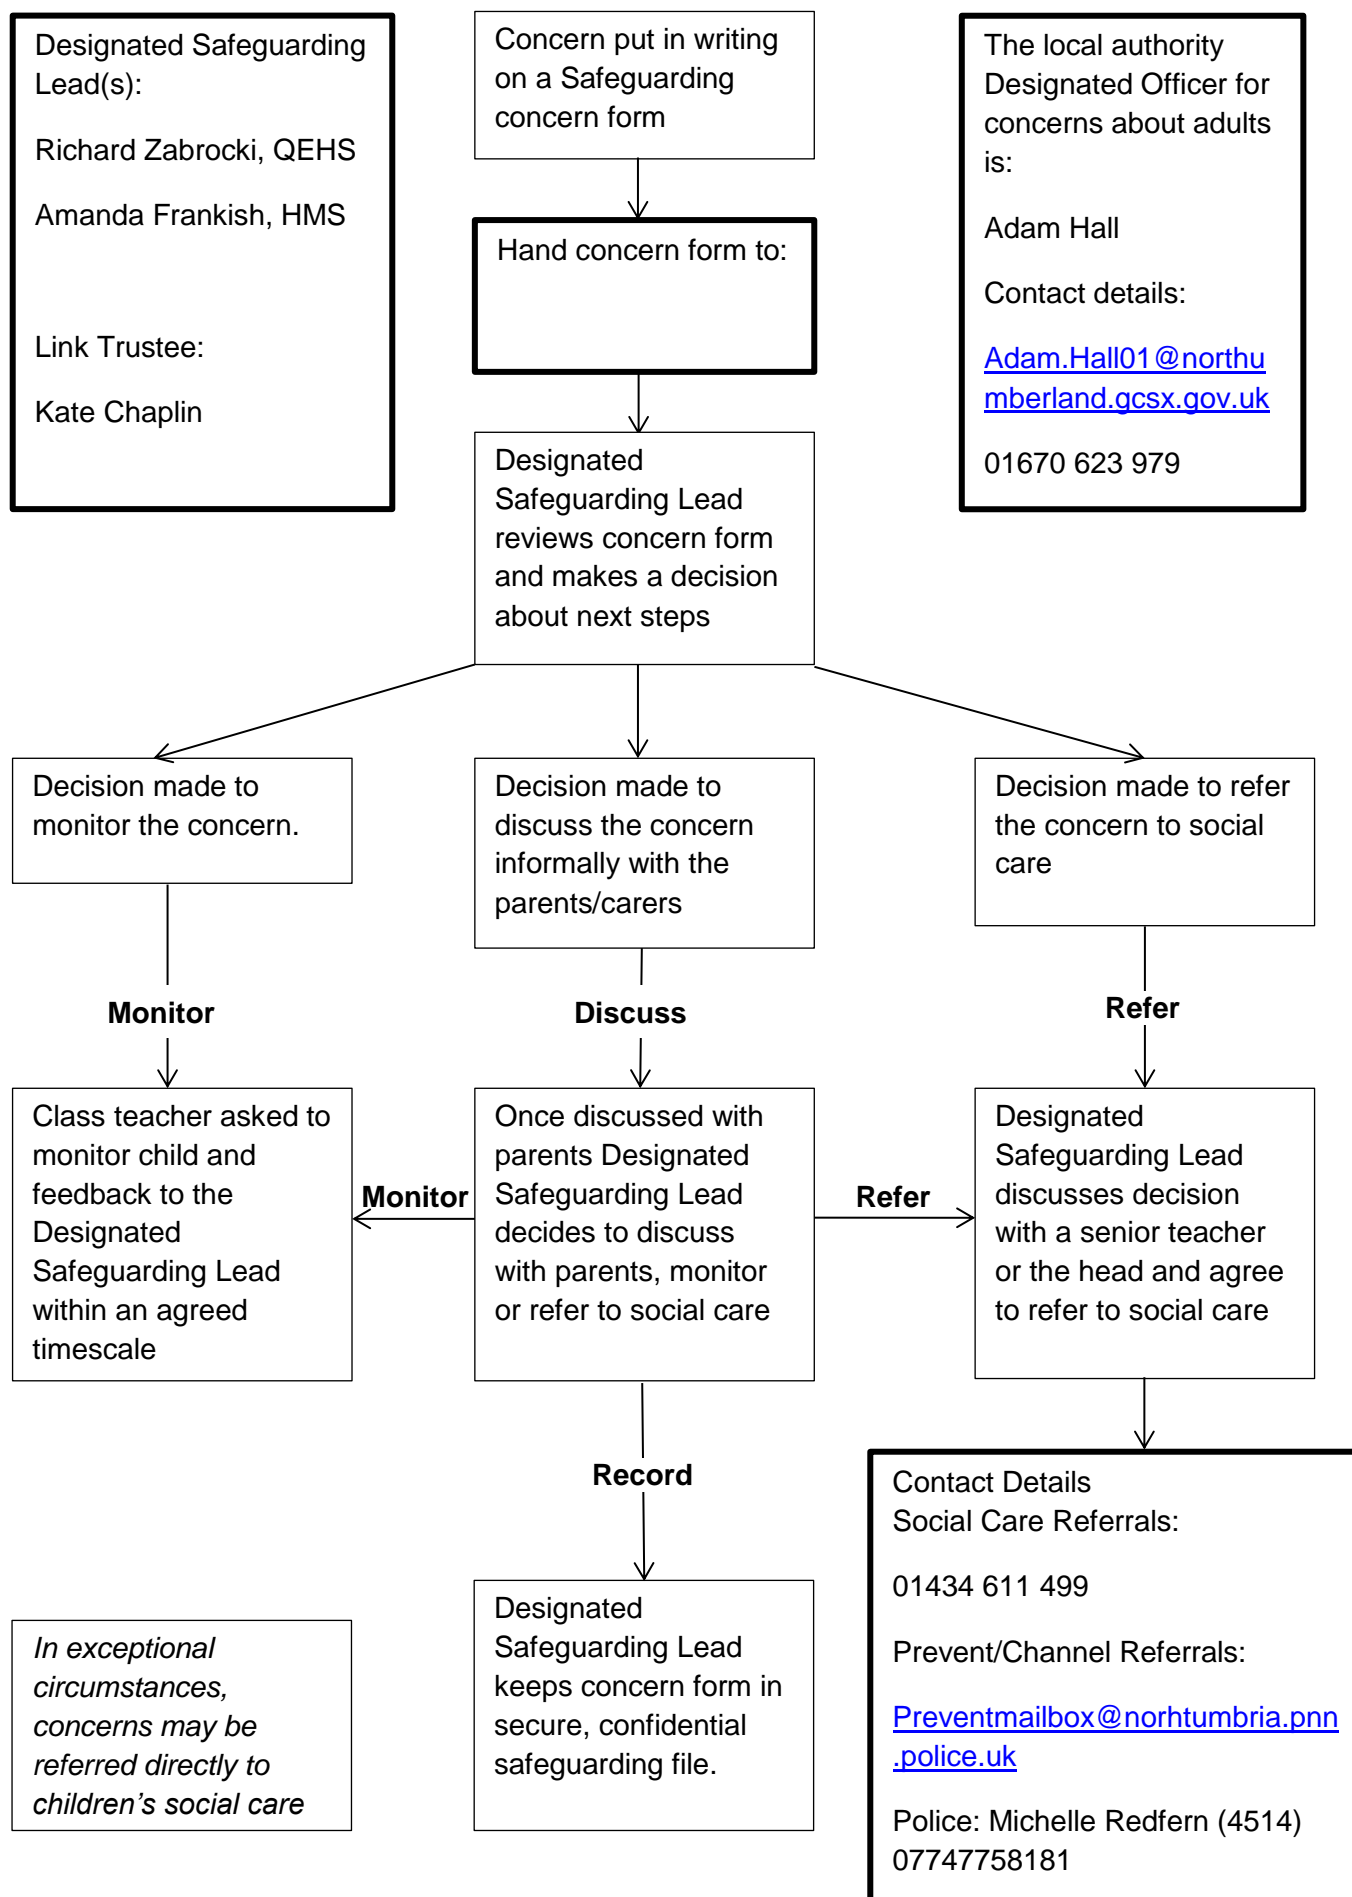 Designated Safeguarding
Lead(s):
Richard Zabrocki, QEHS
Amanda Frankish, HMS
Link Trustee:
Kate Chaplin
Concern put in writing
on a Safeguarding
concern form
Hand concern form to:
The local authority
Designated Officer for
concerns about adults
is:
Adam Hall
Contact details:
Adam.Hall01@northu
mberland.gcsx.gov.uk
01670 623 979
Designated
Safeguarding Lead
reviews concern form
and makes a decision
about next steps
Decision made to
monitor the concern.
Decision made to
discuss the concern
informally with the
parents/carers
Decision made to refer
the concern to social
care
Monitor
Discuss
Refer
Class teacher asked to
monitor child and
feedback to the
Designated
Safeguarding Lead
within an agreed
timescale
Monitor
Once discussed with
parents Designated
Safeguarding Lead
decides to discuss
with parents, monitor
or refer to social care
Refer
Designated
Safeguarding Lead
discusses decision
with a senior teacher
or the head and agree
to refer to social care
Record
In exceptional
circumstances,
concerns may be
referred directly to
children’s social care
Designated
Safeguarding Lead
keeps concern form in
secure, confidential
safeguarding file.
Contact Details
Social Care Referrals:
01434 611 499
Prevent/Channel Referrals:
Preventmailbox@norhtumbria.pnn
.police.uk
Police: Michelle Redfern (4514)
07747758181